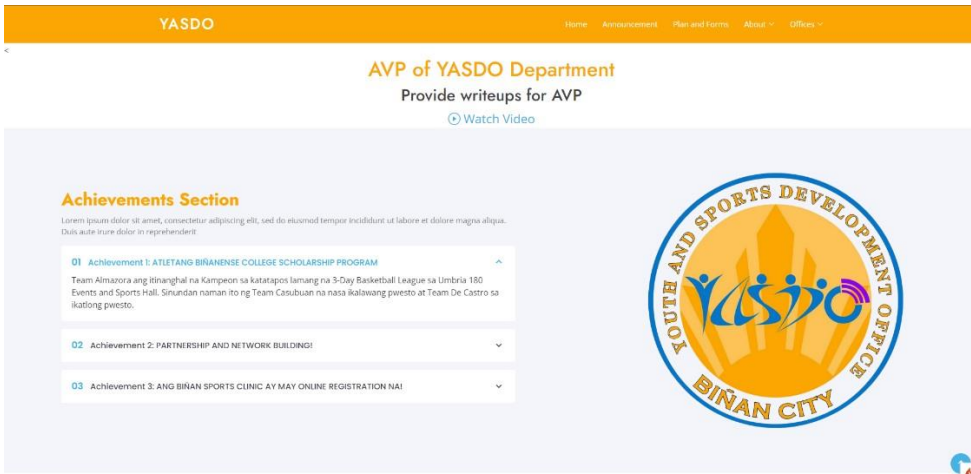 YASDO
Home Announcement Plan and Forms About Offices
<
AVP of YASDO Department
Provide writeups for AVP
Watch Video
Achievements Section
Lorem ipsum dolor sit amet, consectetur adipiscing elit, sed do eiusmod tempor incididunt ut labore et dolore magna aliqua.
Duis aute irure dolor in reprehenderit
01 Achievement 1: ATLETANG BIÑANENSE COLLEGE SCHOLARSHIP PROGRAM
Team Almazora ang itinanghal na Kampeon sa katatapos lamang na 3-Day Basketball League sa Umbria 180
Events and Sports Hall. Sinundan naman ito ng Team Casubuan na nasa ikalawang pwesto at Team De Castro sa
ikatlong pwesto.
02 Achievement 2: PARTNERSHIP AND NETWORK BUILDING!
03 Achievement 3: ANG BIÑAN SPORTS CLINIC AY MAY ONLINE REGISTRATION NA!
YOUTH AND SPORTS DEVELOPMENT OFFICE
YASDO
BIÑAN CITY